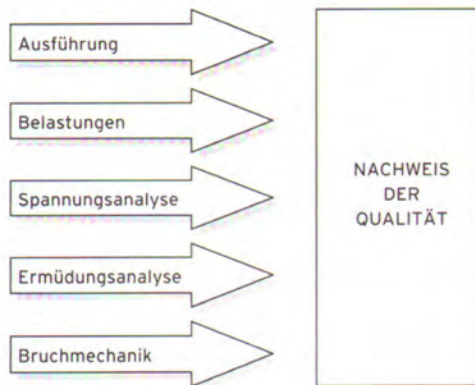 Ausführung
Belastungen
Spannungsanalyse
Ermüdungsanalyse
Bruchmechanik
NACHWEIS
DER
QUALITÄT